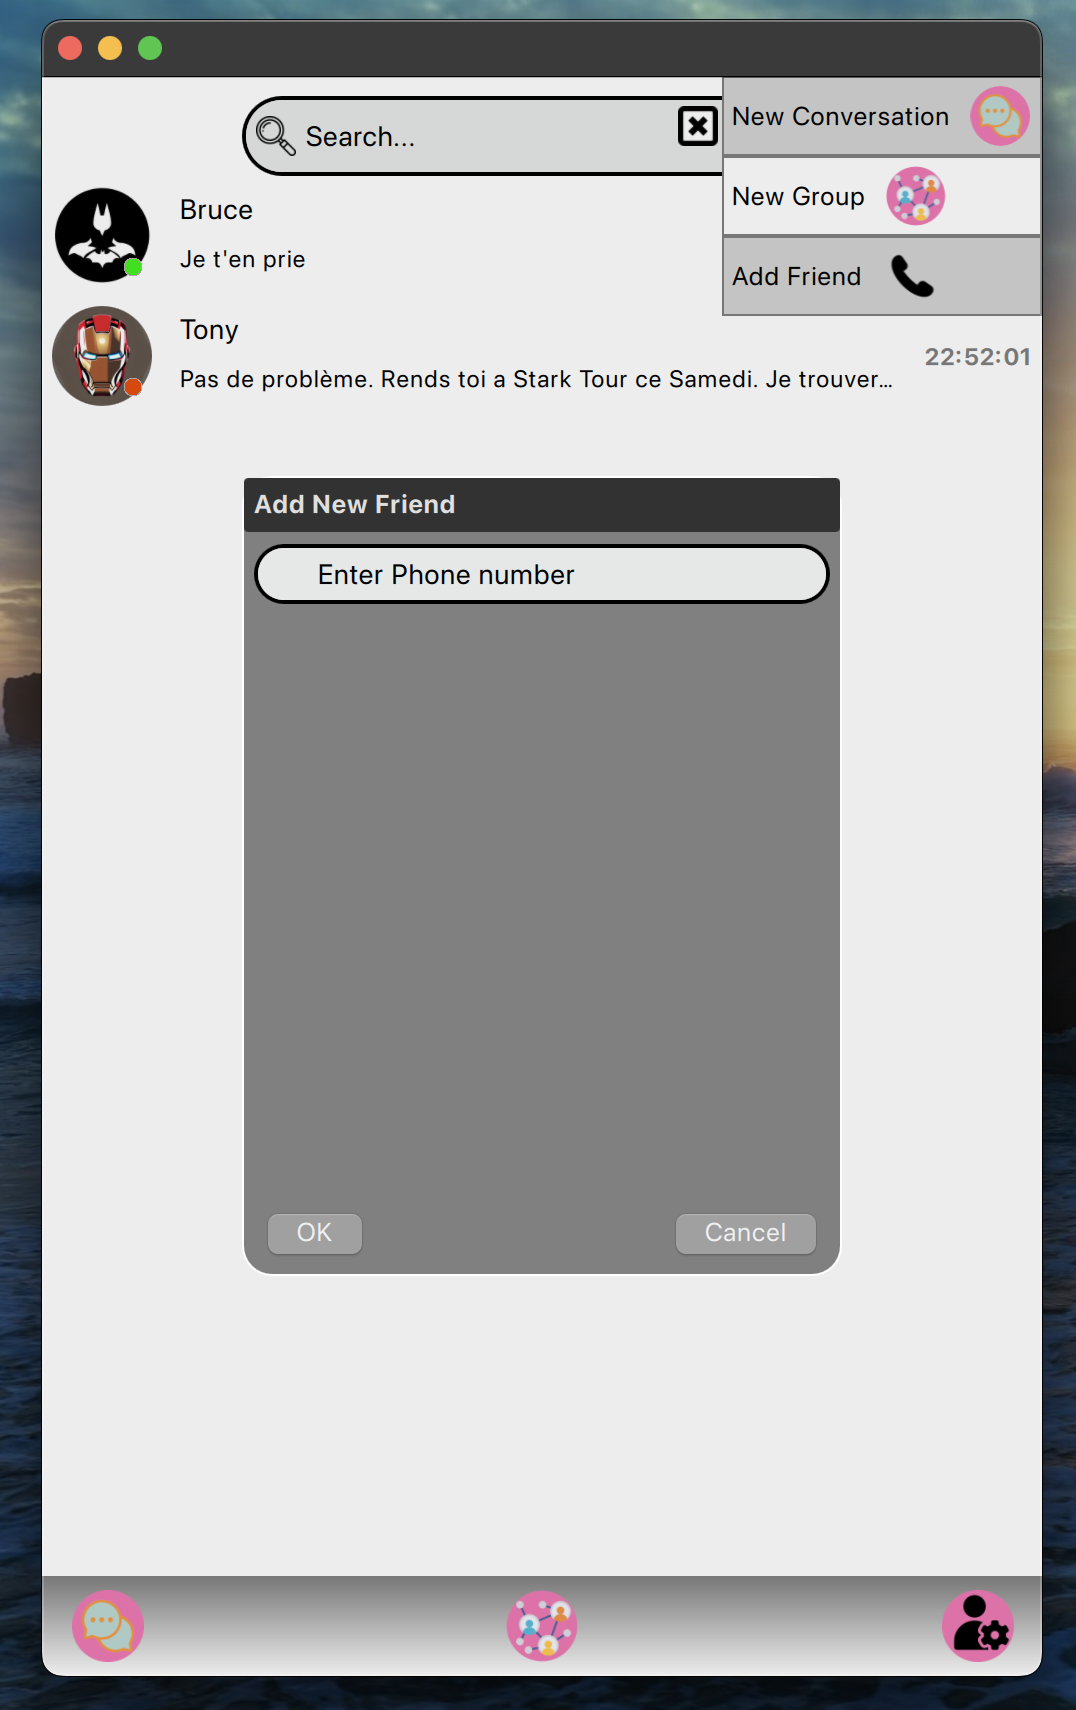 Search...
New Conversation
New Group
Add Friend
Bruce
Je t'en prie
Tony
22:52:01
Pas de problème. Rends toi a Stark Tour ce Samedi. Je trouver...
Add New Friend
Enter Phone number
OK
Cancel